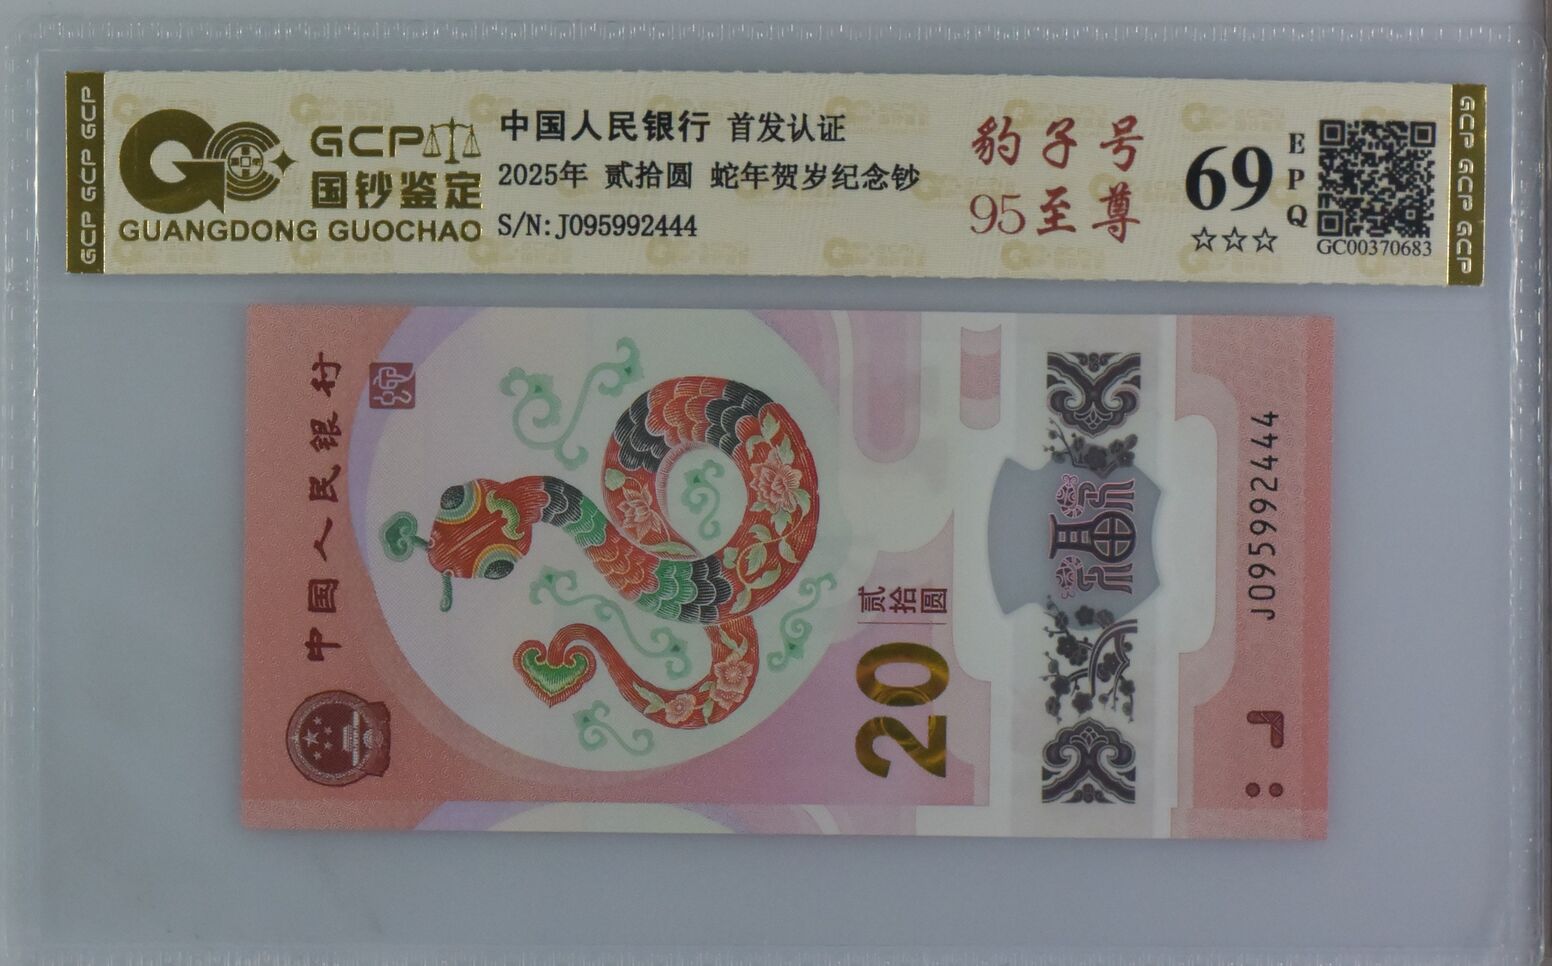 GCP GCP GCP
GCP
国钞鉴定
GUANGDONG GUOCHAO
中国人民银行 首发认证
2025年 贰拾圆 蛇年贺岁纪念钞
S/N: J095992444
豹子号
95至尊
69
EPQ
☆☆☆
GC00370683
GCP GCP GCP
中国人民银行
贰拾圆
20
福
J095992444